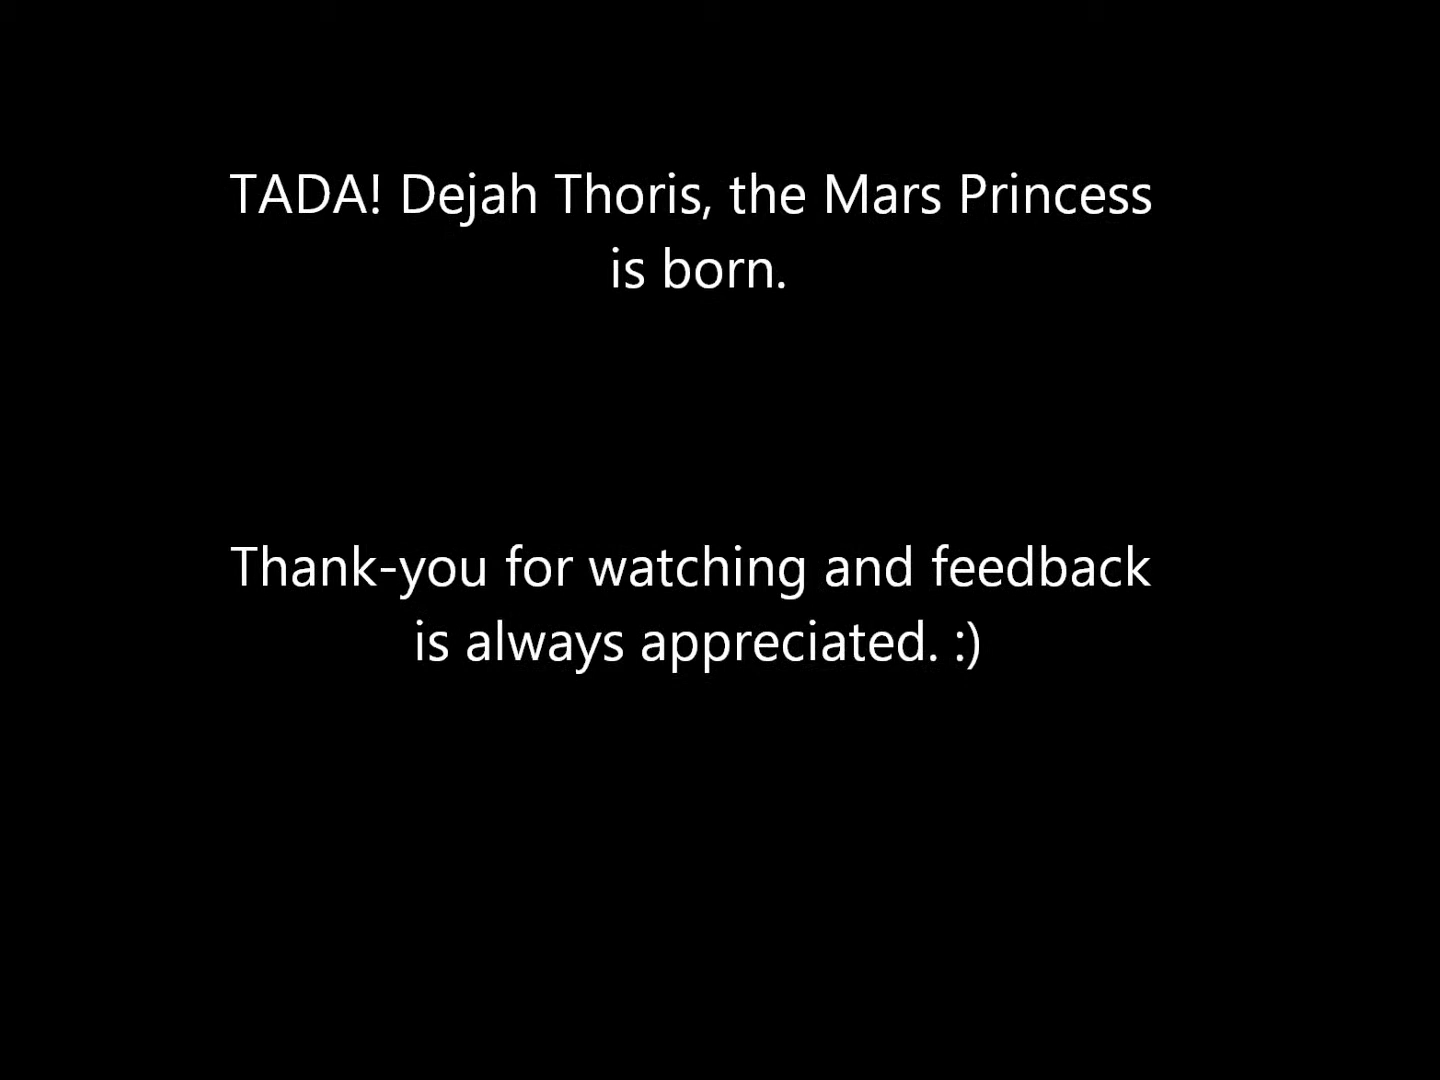 TADA! Dejah Thoris, the Mars Princess
is born.
Thank-you for watching and feedback
is always appreciated. :)